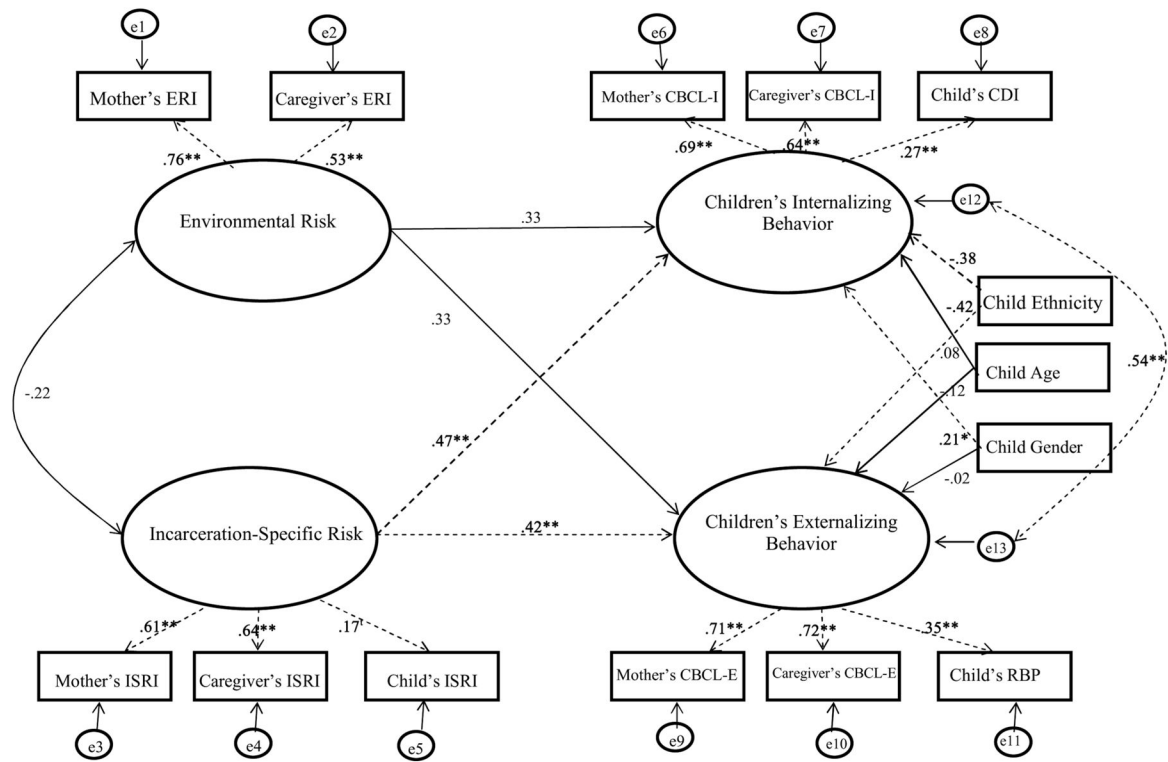 e1
e2
e6
e7
e8
Mother's ERI
Caregiver's ERI
Mother's CBCL-I
Caregiver's CBCL-I
Child's CDI
.76**
.53**
.69**
.64**
.27**
Environmental Risk
Children's Internalizing
Behavior
e12
.33
-.38
Child Ethnicity
-.42
.33
.08
.54**
Child Age
-.12
-.22
.47**
.21*
Child Gender
-.02
Incarceration-Specific Risk
.42**
Children's Externalizing
Behavior
e13
.61**
.64**
.17'
.71**
.72**
.35**
Mother's ISRI
Caregiver's ISRI
Child's ISRI
Mother's CBCL-E
Caregiver's CBCL-E
Child's RBP
e3
e4
e5
e9
e10
e11